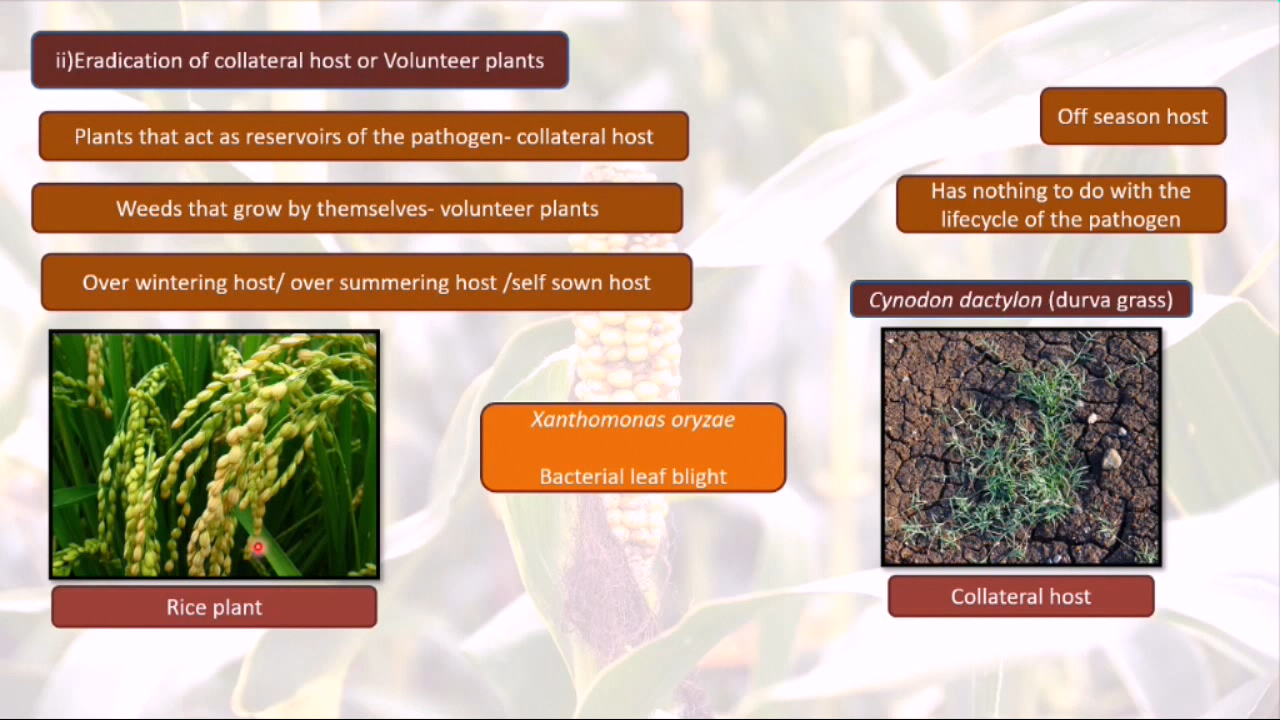 ii)Eradication of collateral host or Volunteer plants
Plants that act as reservoirs of the pathogen- collateral host
Weeds that grow by themselves- volunteer plants
Over wintering host/ over summering host /self sown host
Off season host
Has nothing to do with the
lifecycle of the pathogen
Cynodon dactylon (durva grass)
Xanthomonas oryzae
Bacterial leaf blight
Rice plant
Collateral host